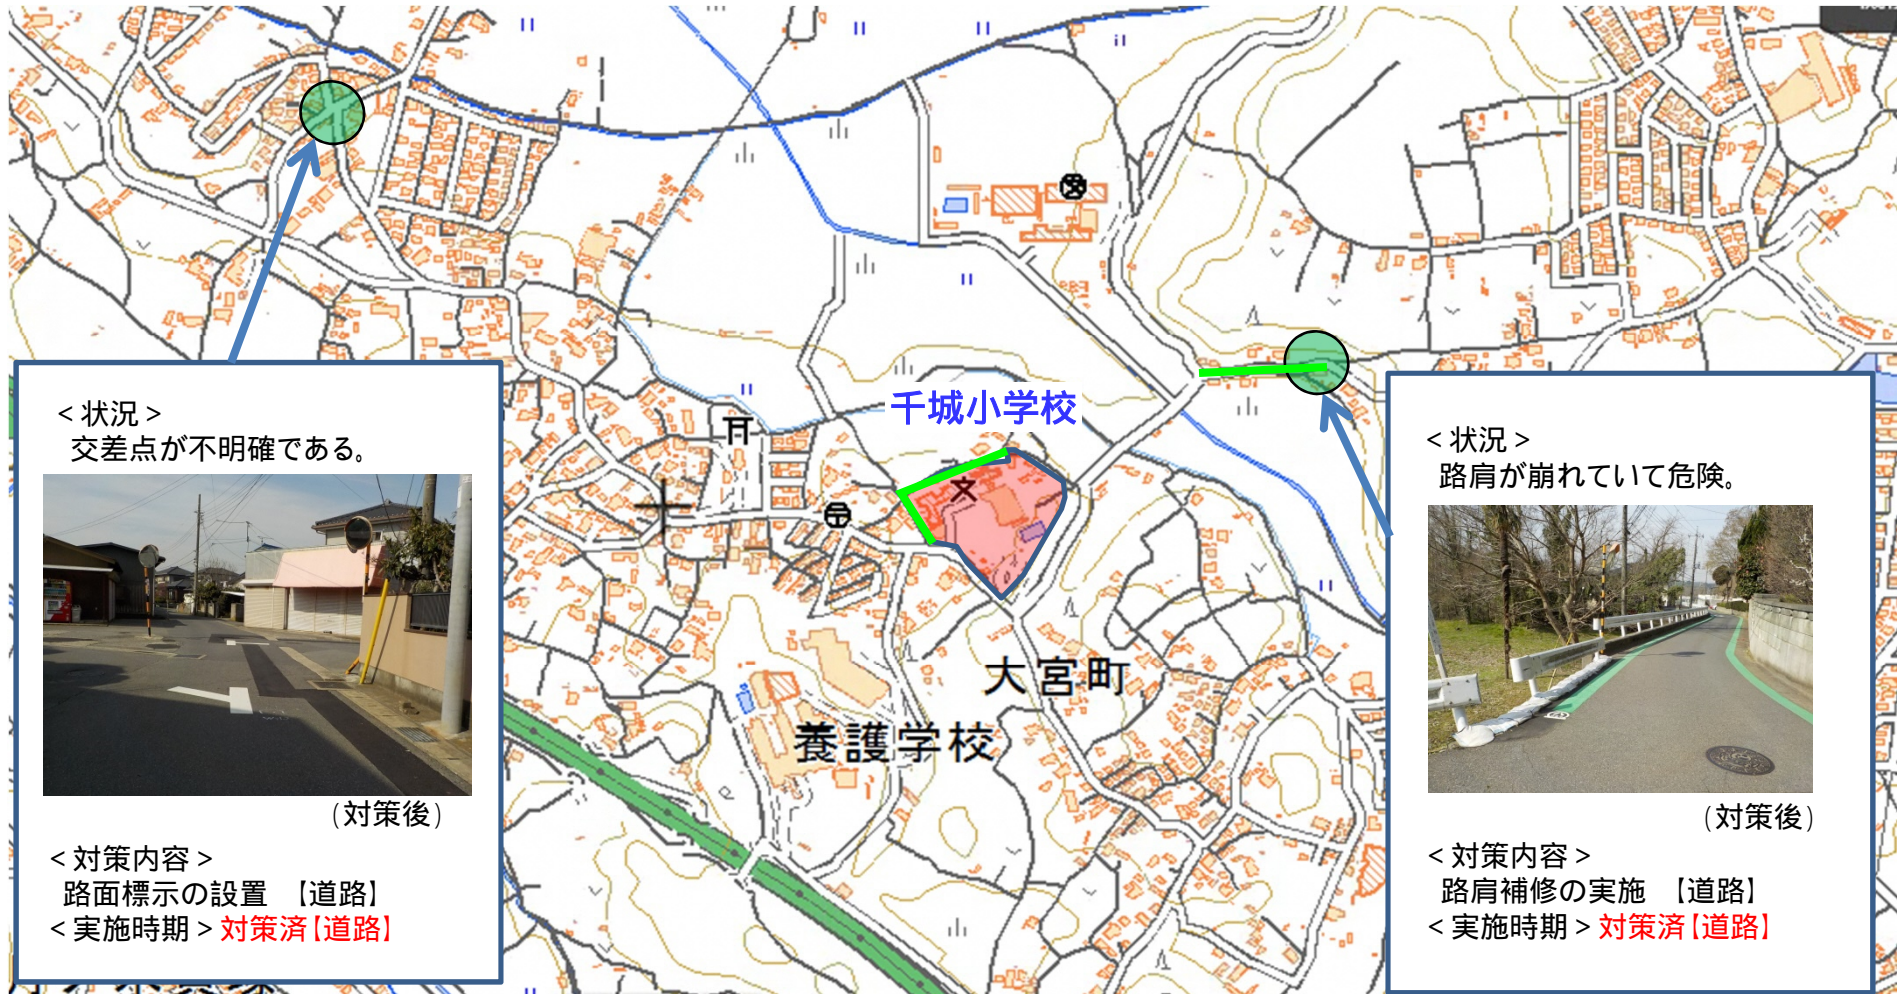 千城小学校
大宮町
養護学校
<状況>
交差点が不明確である。
(対策後)
<対策内容>
路面標示の設置 【道路】
<実施時期>対策済【道路】
<状況>
路肩が崩れていて危険。
(対策後)
<対策内容>
路肩補修の実施 【道路】
<実施時期>対策済【道路】